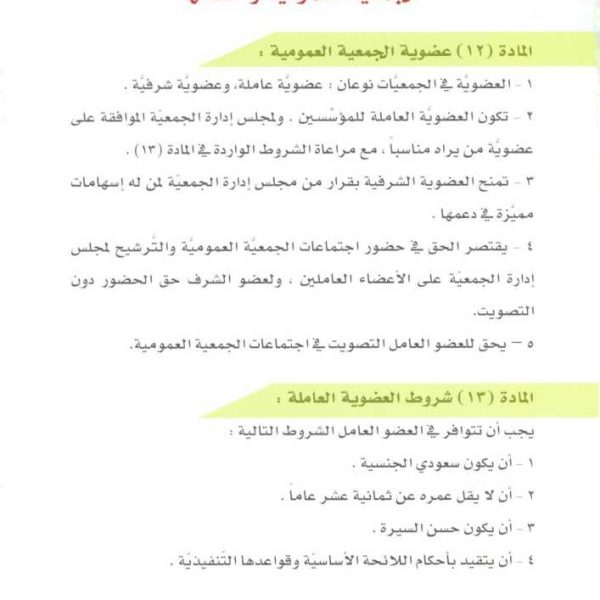 المادة (١٢) عضوية الجمعية العمومية :
١ - العضويَّة في الجمعيَّات نوعان : عضويَّة عاملة، وعضويَّة شرفيَّة .
٢ - تكون العضويَّة العاملة للمؤسِّسين . ولمجلس إدارة الجمعيّة الموافقة على
عضويَّة من يراه مناسباً ، مع مراعاة الشروط الواردة في المادة (١٣) .
٣ - تمنح العضوية الشرفية بقرار من مجلس إدارة الجمعيّة لمن له إسهامات
مميَّزة في دعمها .
٤ - يقتصر الحق في حضور اجتماعات الجمعيَّة العموميَّة والتَّرشيح لمجلس
إدارة الجمعيّة على الأعضاء العاملين ، ولعضو الشرف حق الحضور دون
التصويت.
٥ - يحق للعضو العامل التصويت في اجتماعات الجمعية العمومية.
المادة (١٣) شروط العضوية العاملة :
يجب أن تتوافر في العضو العامل الشروط التالية :
١ - أن يكون سعودي الجنسية .
٢ - أن لا يقل عمره عن ثمانية عشر عاماً .
٣ - أن يكون حسن السيرة .
٤ - أن يتقيد بأحكام اللائحة الأساسيَّة وقواعدها التَّنفيذيَّة .